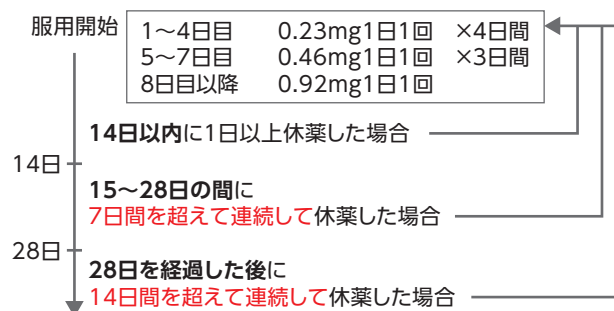 服用開始
1〜4日目 0.23mg1日1回 ×4日間
5〜7日目 0.46mg1日1回 ×3日間
8日目以降 0.92mg1日1回
14日以内に1日以上休薬した場合
14日
15〜28日の間に
7日間を超えて連続して休薬した場合
28日
28日を経過した後に
14日間を超えて連続して休薬した場合